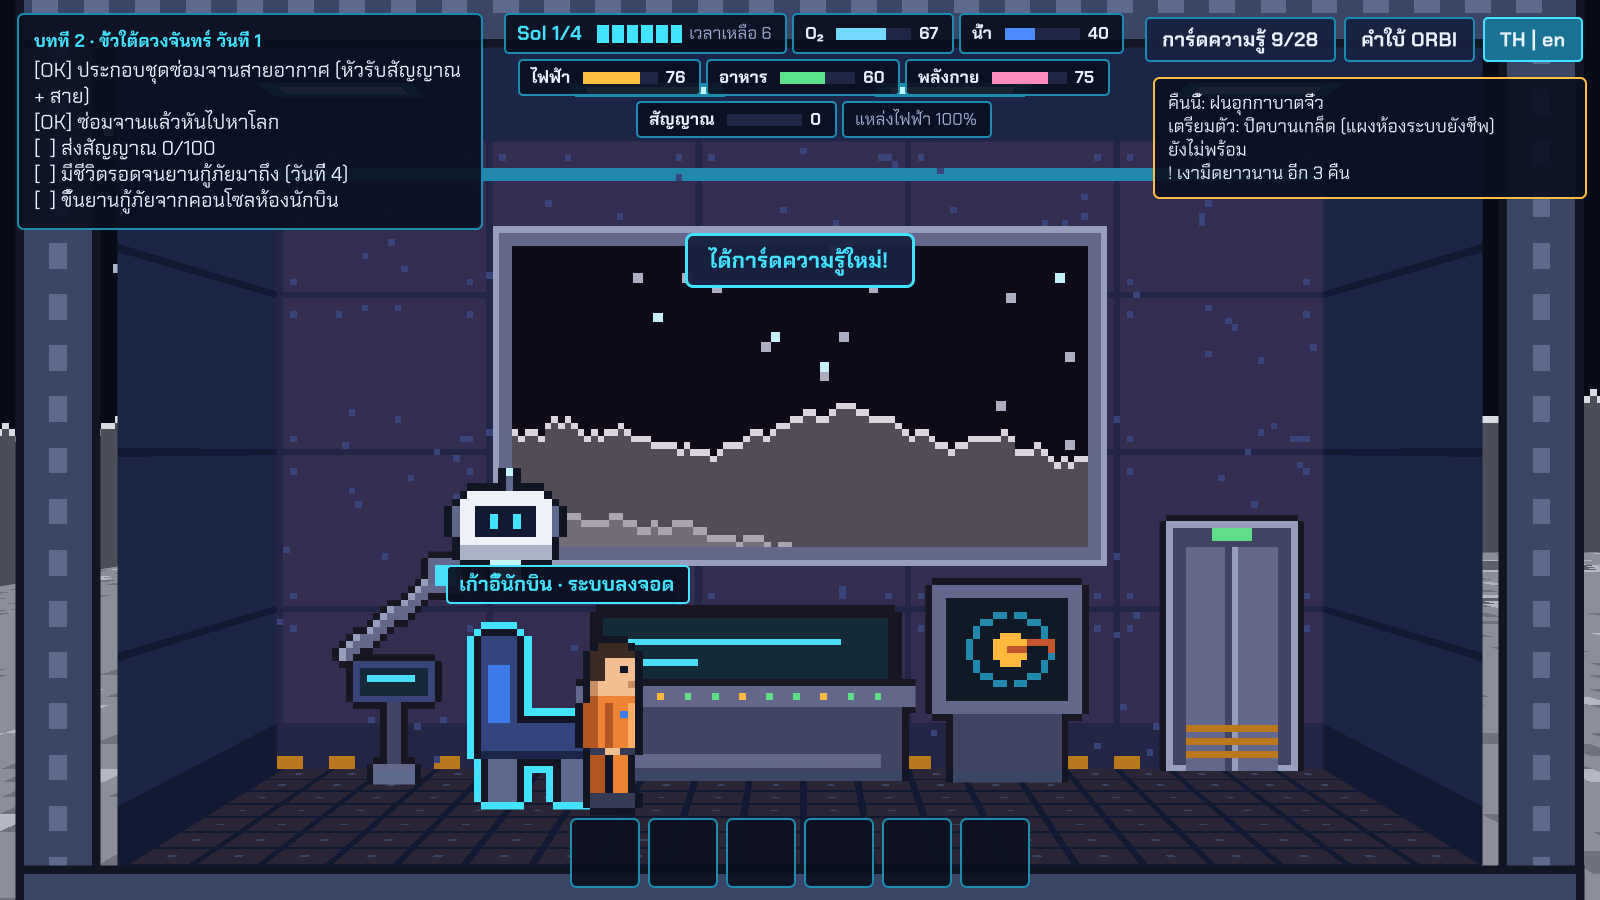 บทที่ 2 · ขั้วใต้ดวงจันทร์ วันที่ 1
[OK] ประกอบชุดซ่อมจานสายอากาศ (หัวรับสัญญาณ
+ สาย)
[OK] ซ่อมจานแล้วหันไปหาโลก
[ ] ส่งสัญญาณ 0/100
[ ] มีชีวิตรอดจนยานกู้ภัยมาถึง (วันที่ 4)
[ ] ขึ้นยานกู้ภัยจากคอนโซลห้องนักบิน
Sol 1/4 เวลาเหลือ 6
O₂ 67
น้ำ 40
ไฟฟ้า 76
อาหาร 60
พลังกาย 75
สัญญาณ 0
แหล่งไฟฟ้า 100%
การ์ดความรู้ 9/28
คำใบ้ ORBI
TH | en
คืนนี้: ฝนอุกกาบาตจิ๋ว
เตรียมตัว: ปิดบานเกล็ด (แผงห้องระบบยังชีพ)
ยังไม่พร้อม
! เงามืดยาวนาน อีก 3 คืน
ได้การ์ดความรู้ใหม่!
เก้าอี้นักบิน · ระบบลงจอด